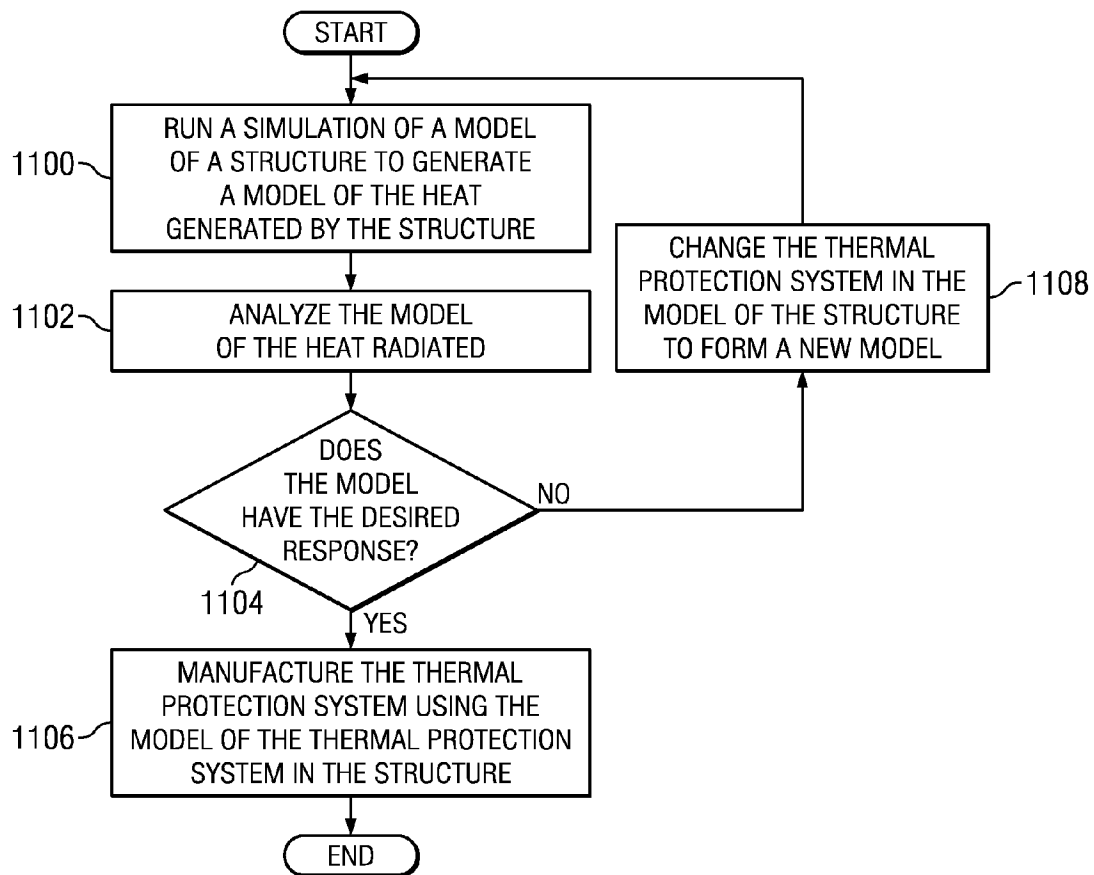 START
1100
RUN A SIMULATION OF A MODEL
OF A STRUCTURE TO GENERATE
A MODEL OF THE HEAT
GENERATED BY THE STRUCTURE
1102
ANALYZE THE MODEL
OF THE HEAT RADIATED
CHANGE THE THERMAL
PROTECTION SYSTEM IN THE
MODEL OF THE STRUCTURE
TO FORM A NEW MODEL
1108
DOES
THE MODEL
HAVE THE DESIRED
RESPONSE?
NO
1104
YES
1106
MANUFACTURE THE THERMAL
PROTECTION SYSTEM USING THE
MODEL OF THE THERMAL PROTECTION
SYSTEM IN THE STRUCTURE
END